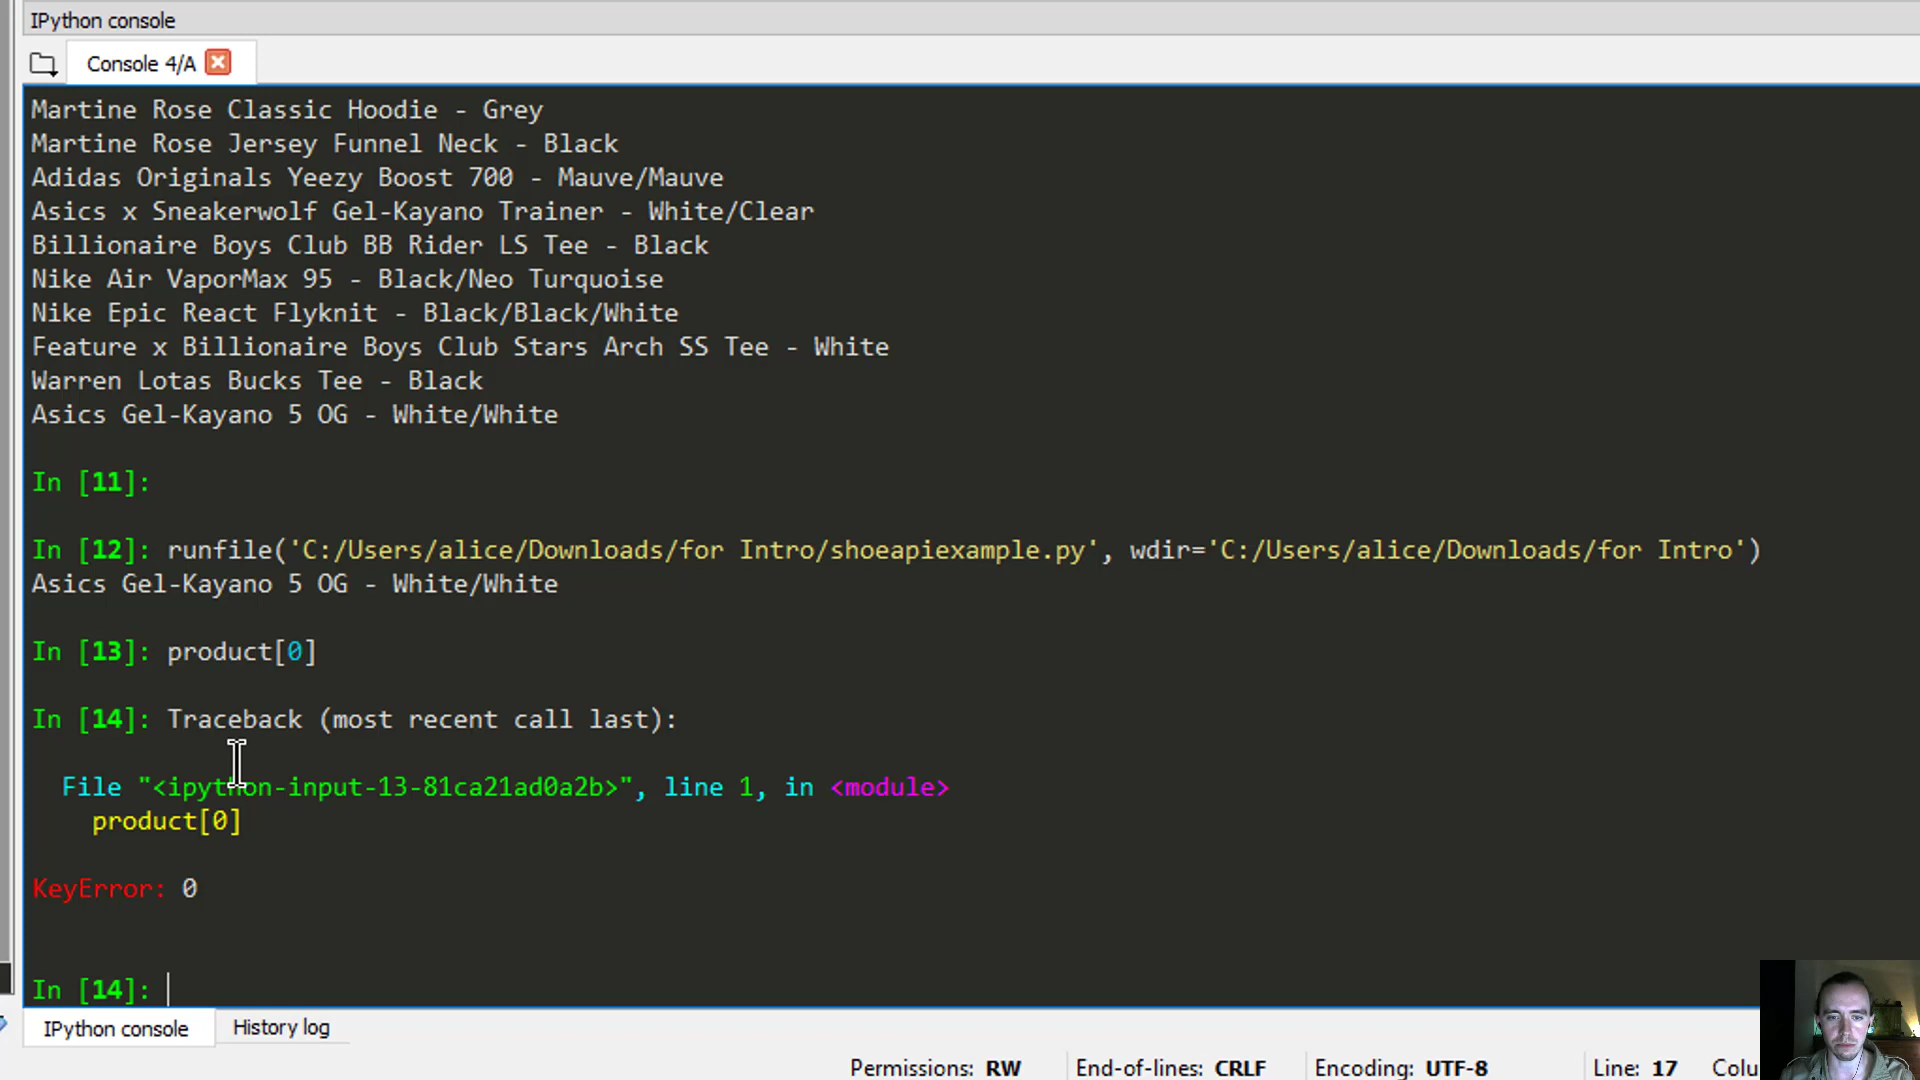 IPython console
Console 4/A
Martine Rose Classic Hoodie - Grey
Martine Rose Jersey Funnel Neck - Black
Adidas Originals Yeezy Boost 700 - Mauve/Mauve
Asics x Sneakerwolf Gel-Kayano Trainer - White/Clear
Billionaire Boys Club BB Rider LS Tee - Black
Nike Air VaporMax 95 - Black/Neo Turquoise
Nike Epic React Flyknit - Black/Black/White
Feature x Billionaire Boys Club Stars Arch SS Tee - White
Warren Lotas Bucks Tee - Black
Asics Gel-Kayano 5 OG - White/White
In [11]:
In [12]: runfile('C:/Users/alice/Downloads/for Intro/shoeapiexample.py', wdir='C:/Users/alice/Downloads/for Intro')
Asics Gel-Kayano 5 OG - White/White
In [13]: product[0]
In [14]: Traceback (most recent call last):
File "<ipython-input-13-81ca21ad0a2b>", line 1, in <module>
product[0]
KeyError: 0
In [14]:
IPython console History log
Permissions: RW End-of-lines: CRLF Encoding: UTF-8 Line: 17 Colu